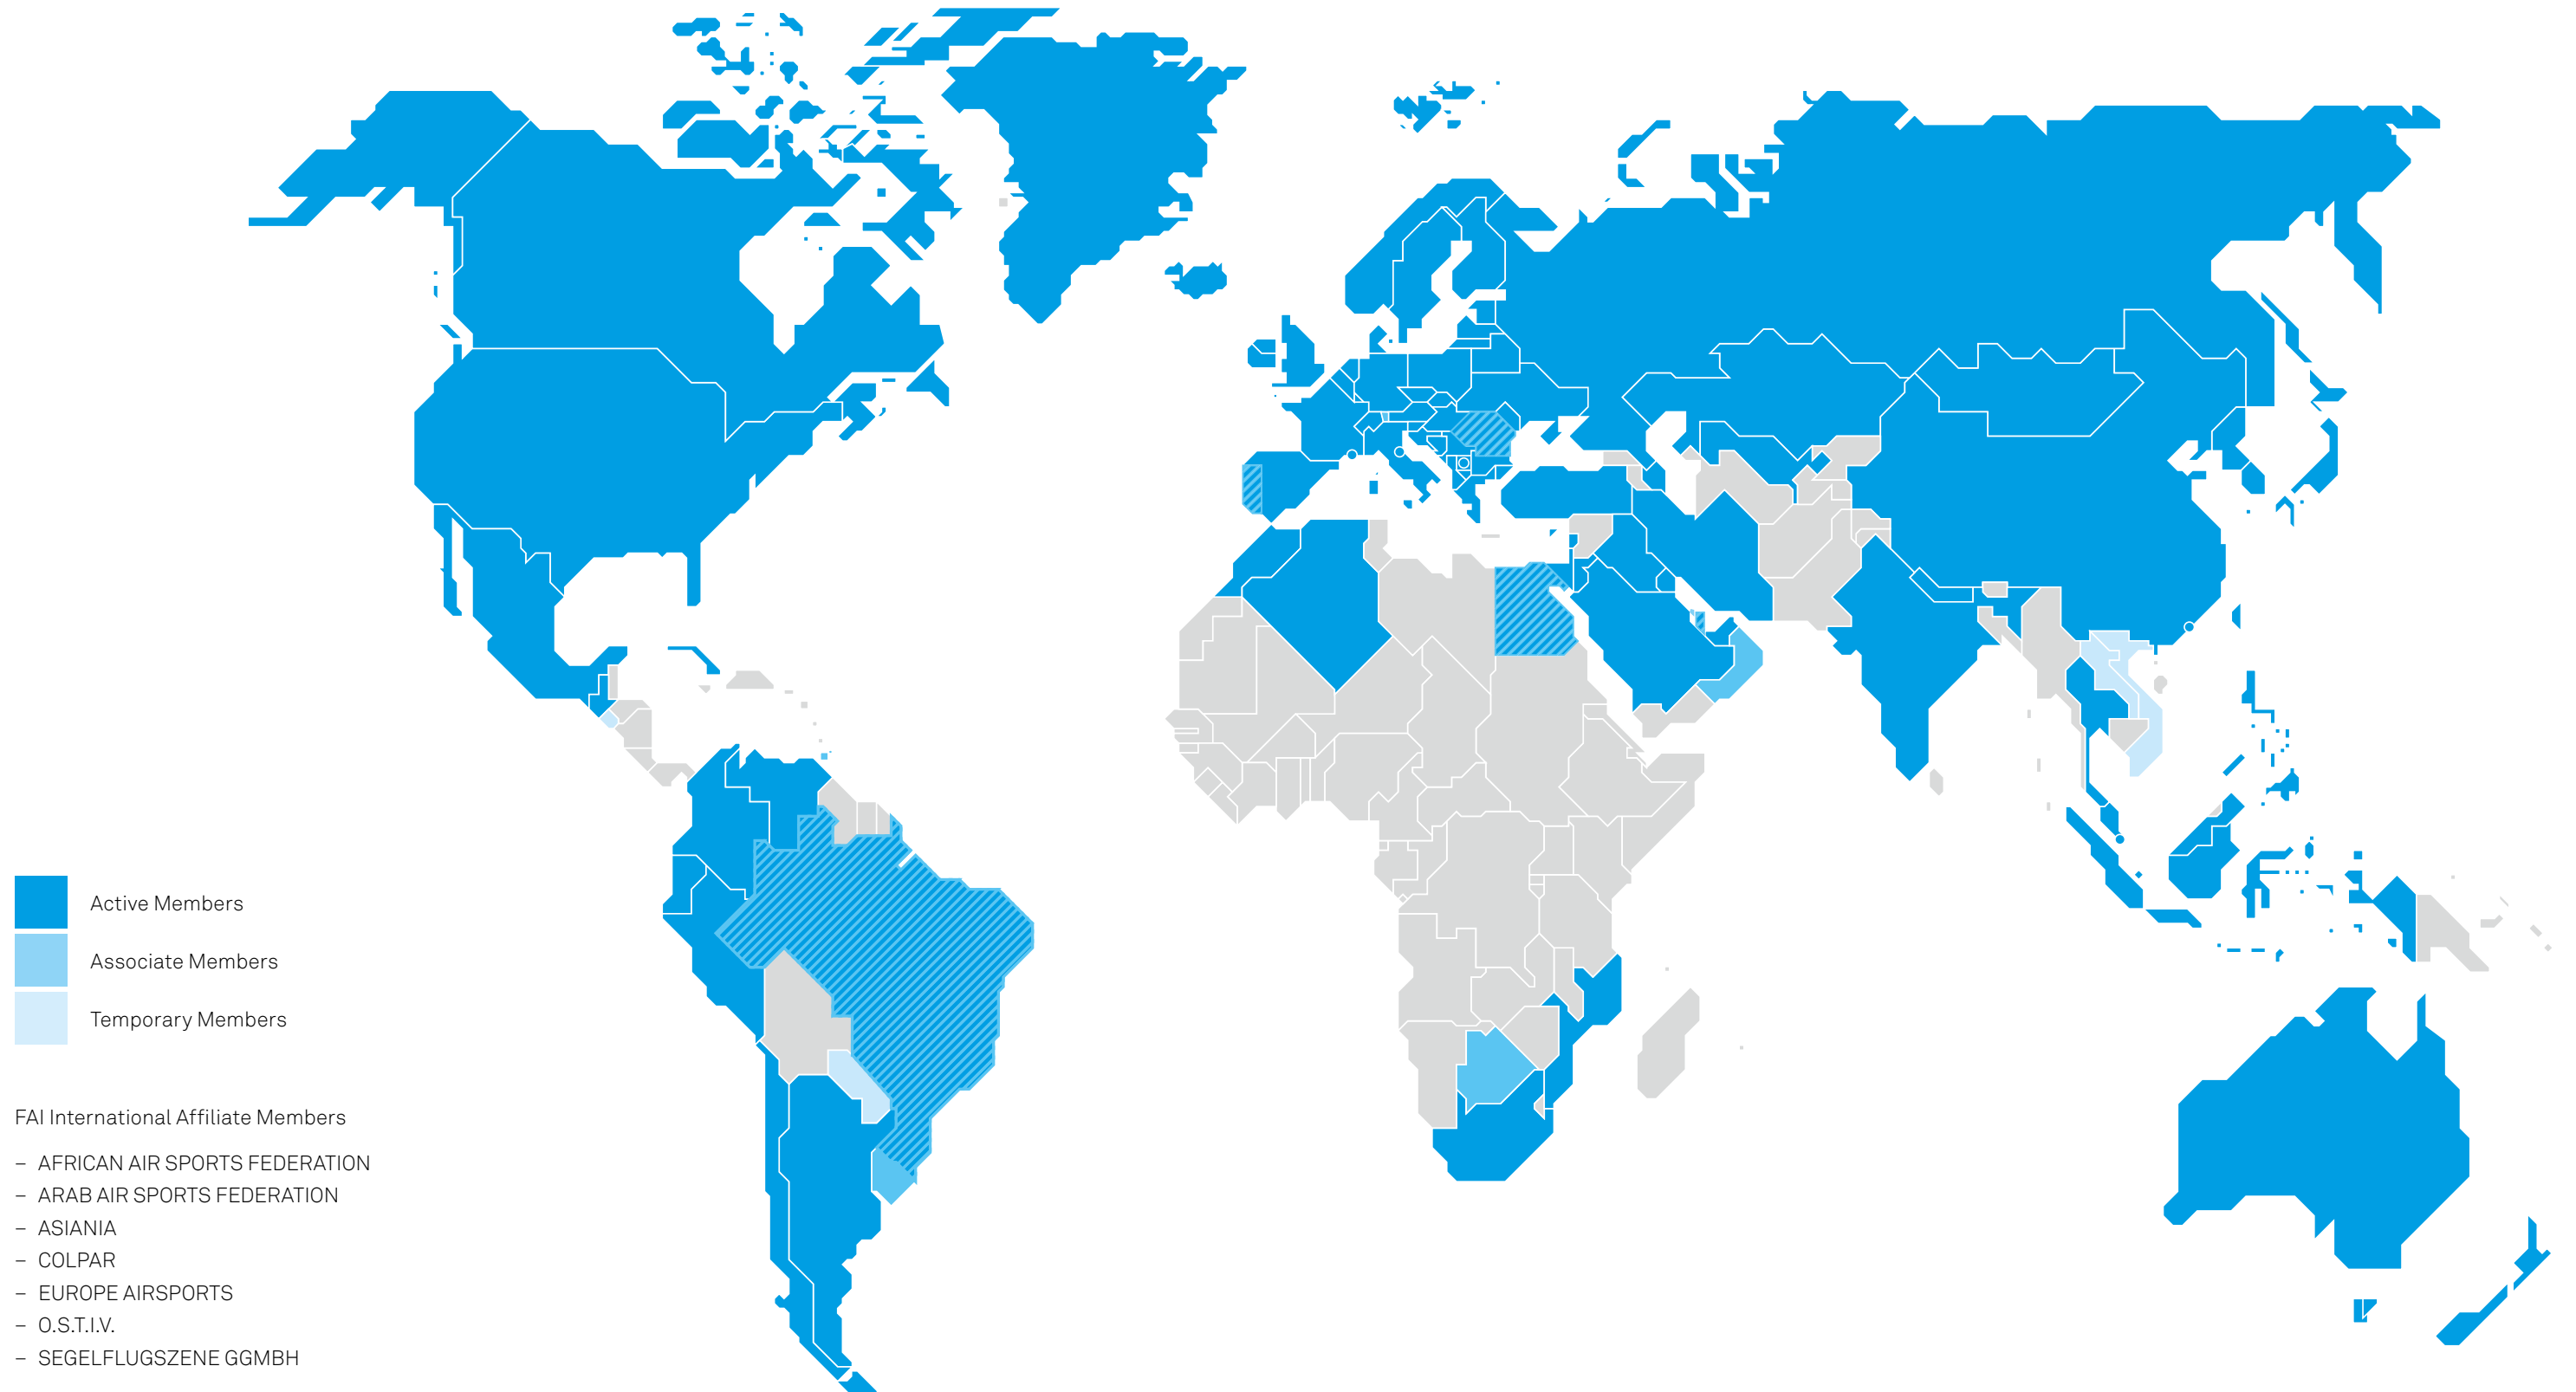 Active Members
Associate Members
Temporary Members
FAI International Affiliate Members
– AFRICAN AIR SPORTS FEDERATION
– ARAB AIR SPORTS FEDERATION
– ASIANIA
– COLPAR
– EUROPE AIRSPORTS
– O.S.T.I.V.
– SEGELFLUGSZENE GGMBH